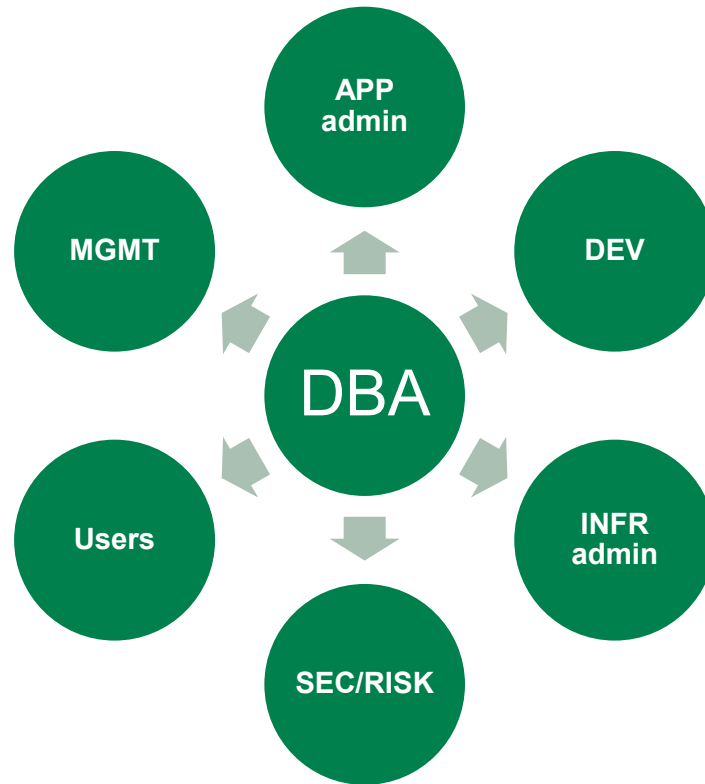 APP
admin
MGMT
DEV
DBA
Users
INFR
admin
SEC/RISK